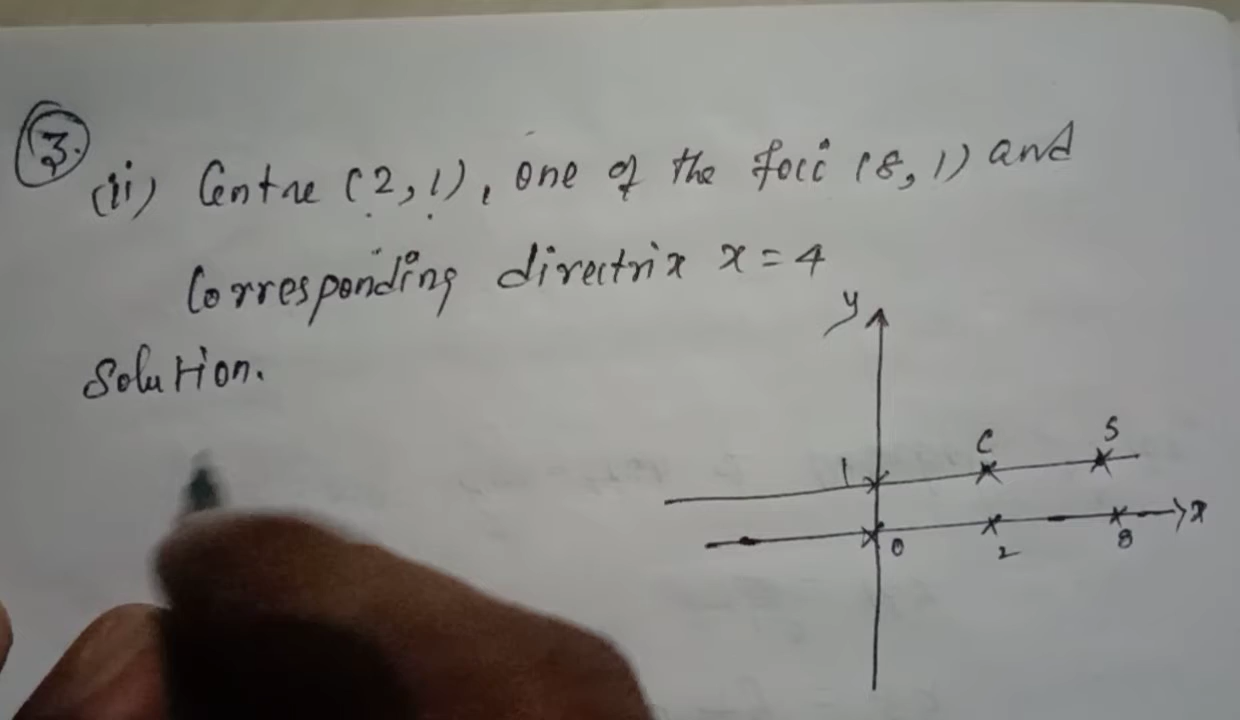 3.
(ii) Centre (2,1), one of the foci (8,1) and
Corresponding directrix x=4
Solution.
y
C
S
1
x
0
2
8